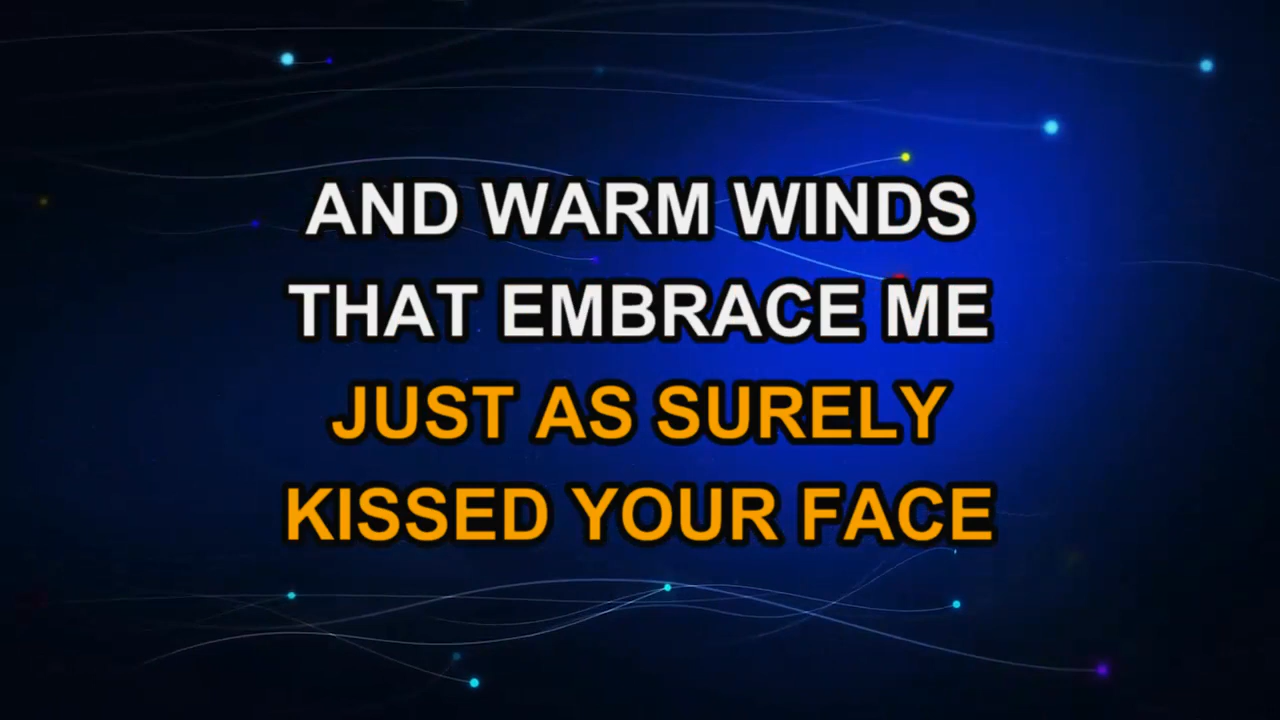 AND WARM WINDS
THAT EMBRACE ME
JUST AS SURELY
KISSED YOUR FACE